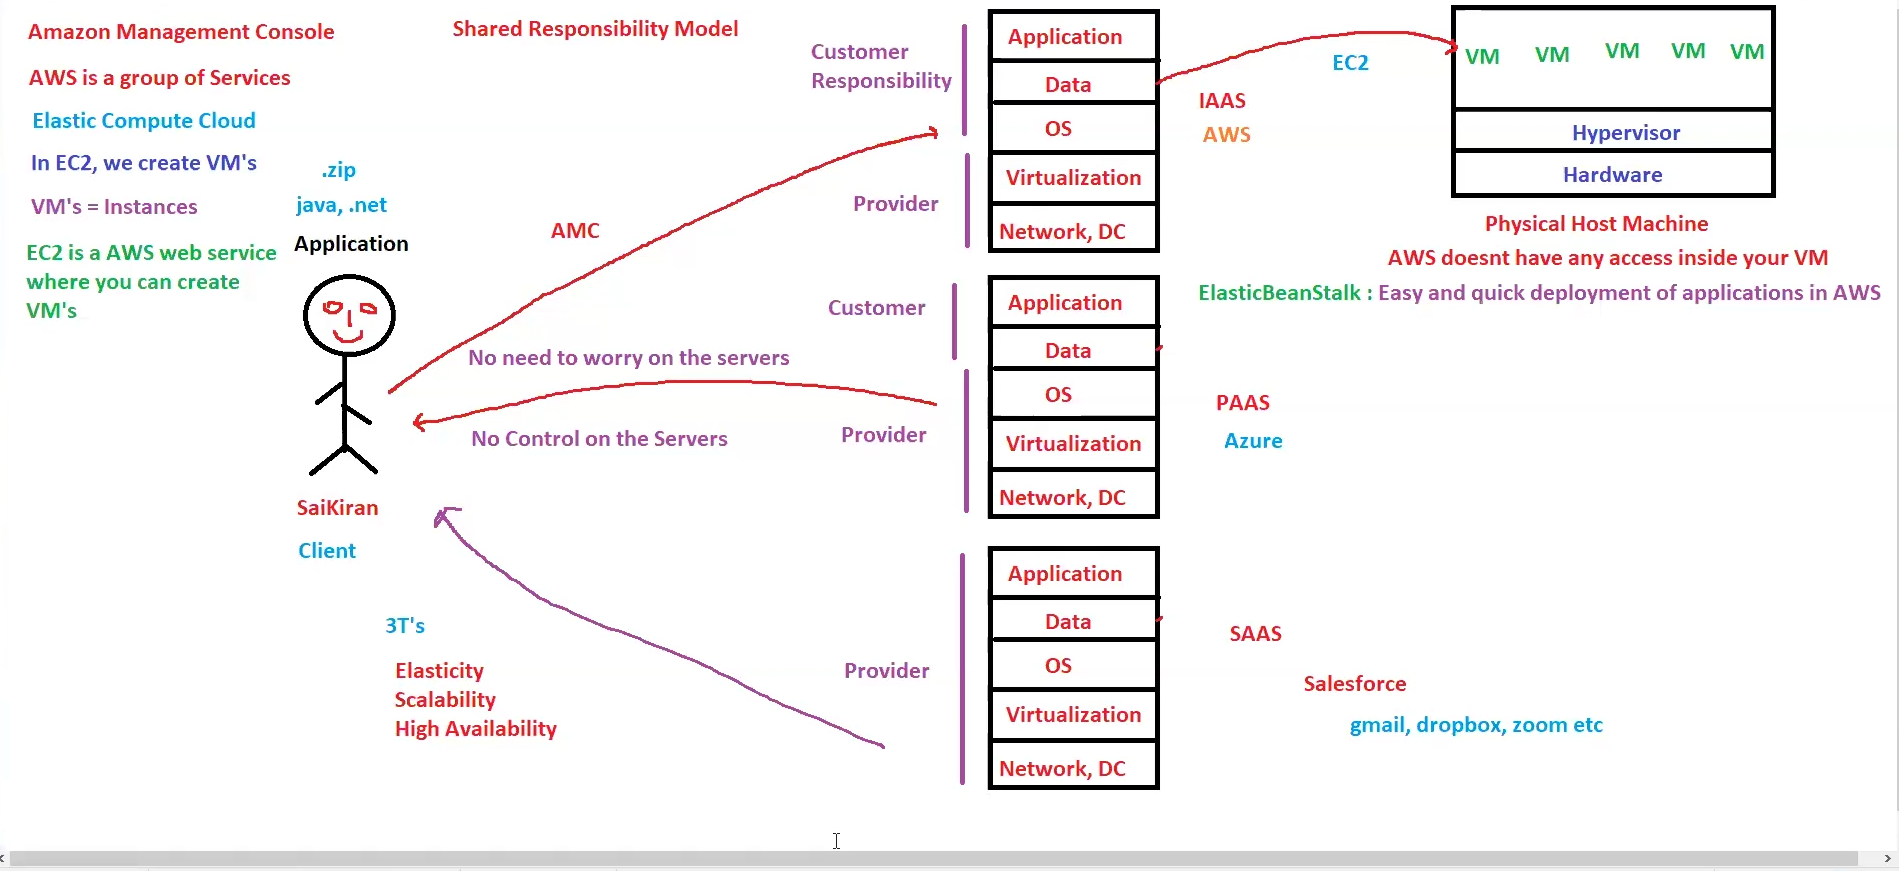 Amazon Management Console
AWS is a group of Services
Elastic Compute Cloud
In EC2, we create VM's
VM's = Instances
EC2 is a AWS web service
where you can create
VM's
.zip
java, .net
Application
SaiKiran
Client
3T's
Elasticity
Scalability
High Availability
Shared Responsibility Model
AMC
No need to worry on the servers
No Control on the Servers
Customer
Responsibility
Provider
Application
Data
OS
Virtualization
Network, DC
IAAS
AWS
EC2
VM VM VM VM VM
Hypervisor
Hardware
Physical Host Machine
AWS doesnt have any access inside your VM
ElasticBeanStalk : Easy and quick deployment of applications in AWS
Customer
Provider
Application
Data
OS
Virtualization
Network, DC
PAAS
Azure
Provider
Application
Data
OS
Virtualization
Network, DC
SAAS
Salesforce
gmail, dropbox, zoom etc